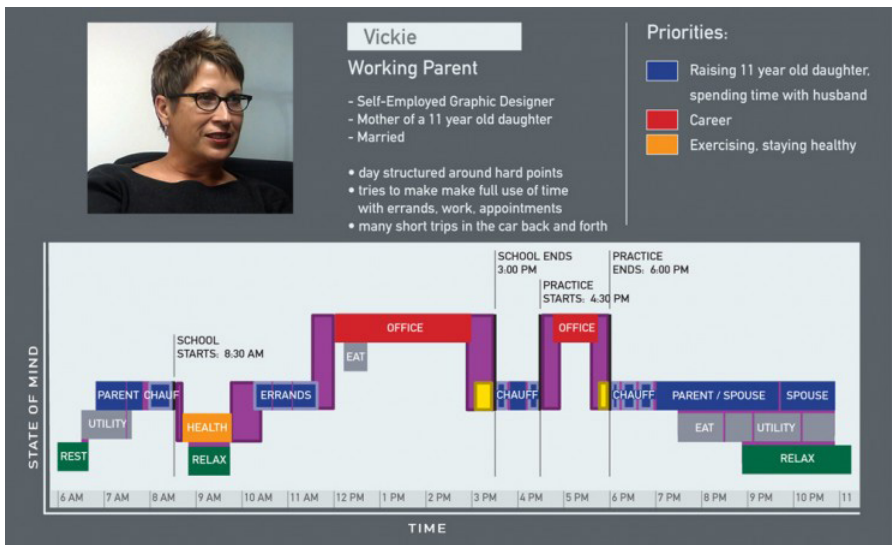 Vickie
Working Parent
- Self-Employed Graphic Designer
- Mother of a 11 year old daughter
- Married
• day structured around hard points
• tries to make make full use of time
with errands, work, appointments
• many short trips in the car back and forth
Priorities:
Raising 11 year old daughter,
spending time with husband
Career
Exercising, staying healthy
SCHOOL ENDS
3:00 PM
PRACTICE
ENDS: 6:00 PM
PRACTICE
STARTS: 4:30 PM
SCHOOL
STARTS: 8.30 AM
OFFICE
OFFICE
EAT
PARENT
CHAUF
ERRANDS
CHAUFF
CHAUFF
PARENT / SPOUSE
SPOUSE
UTILITY
HEALTH
EAT
UTILITY
REST
RELAX
RELAX
STATE OF MIND
6 AM
7 AM
8 AM
9 AM
10 AM
11 AM
12 PM
1 PM
2 PM
3 PM
4 PM
5 PM
6 PM
7 PM
8 PM
9 PM
10 PM
11
TIME